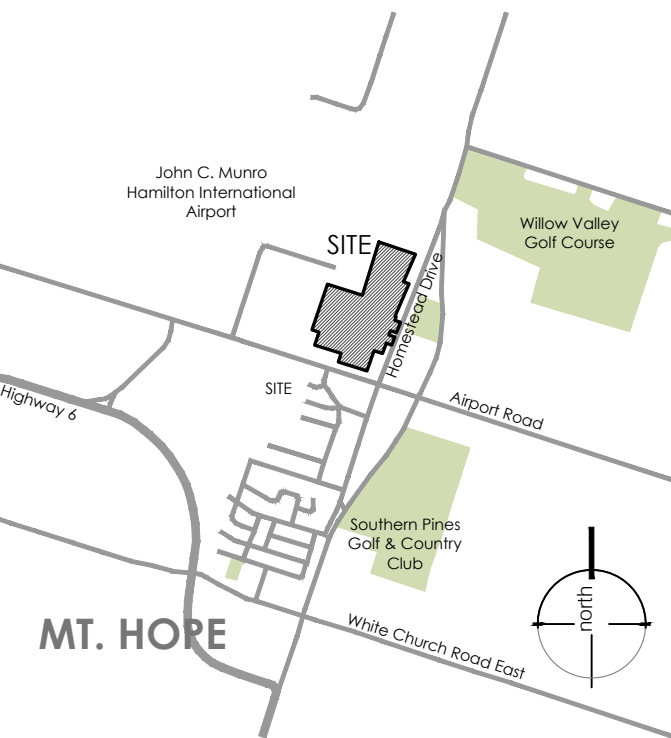 John C. Munro
Hamilton International
Airport
Willow Valley
Golf Course
SITE
Homestead Drive
SITE
Highway 6
Airport Road
Southern Pines
Golf & Country
Club
north
MT. HOPE
White Church Road East